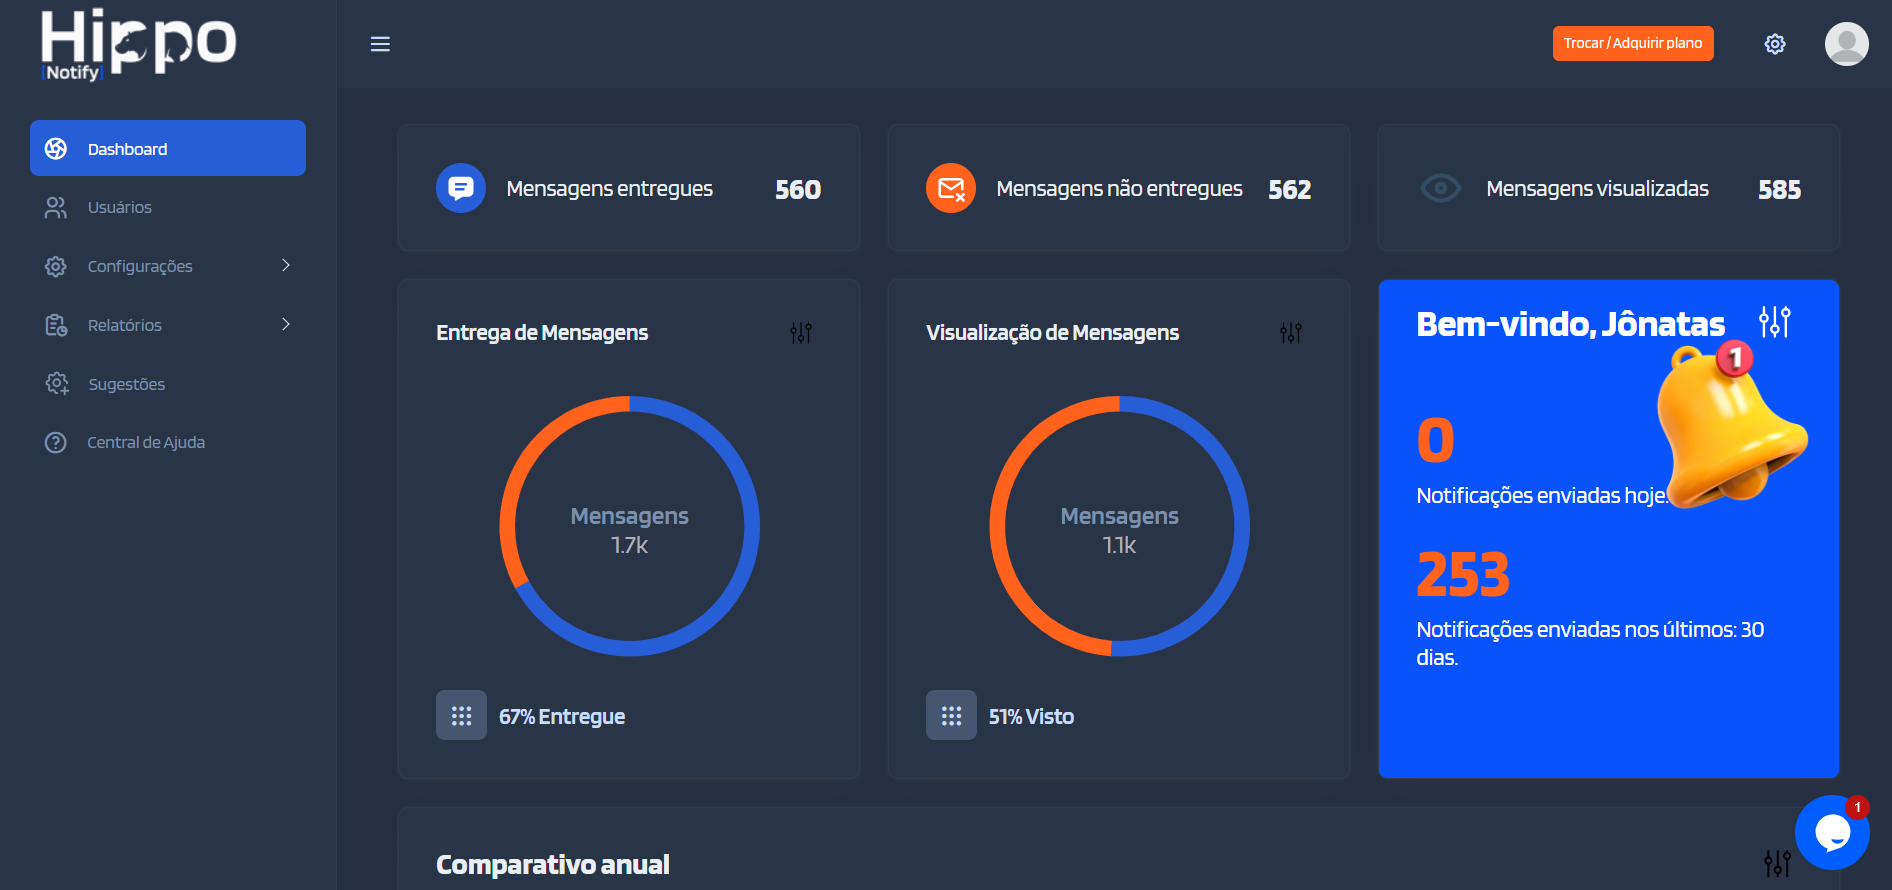 Hippo
[Notify]
Trocar / Adquirir plano
Dashboard
Usuários
Configurações
Relatórios
Sugestões
Central de Ajuda
Mensagens entregues 560
Mensagens não entregues 562
Mensagens visualizadas 585
Entrega de Mensagens
Mensagens
1.7k
67% Entregue
Visualização de Mensagens
Mensagens
1.1k
51% Visto
Bem-vindo, Jônatas
1
0
Notificações enviadas hoje.
253
Notificações enviadas nos últimos: 30
dias.
Comparativo anual
1